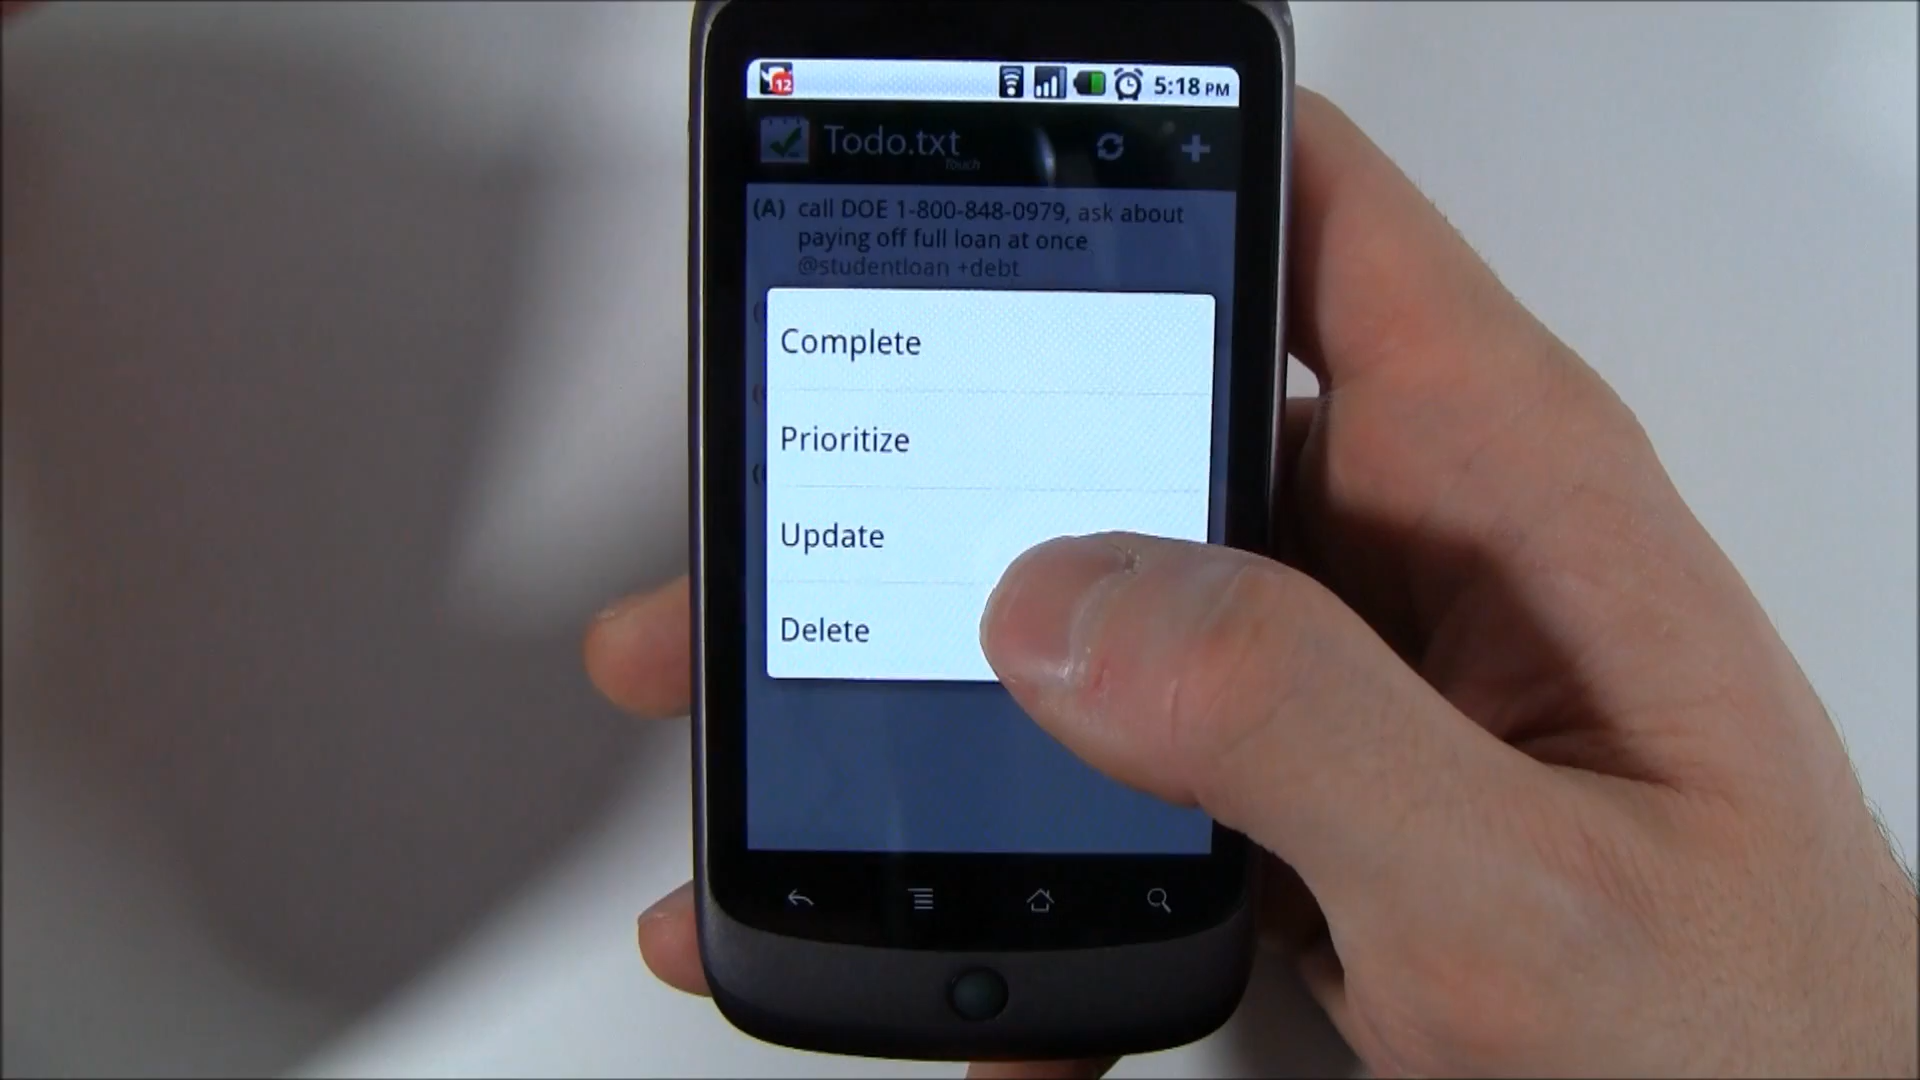 12 5:18 PM
Todo.txt
Touch
(A) call DOE 1-800-848-0979, ask about
paying off full loan at once
@studentloan +debt
Complete
Prioritize
Update
Delete